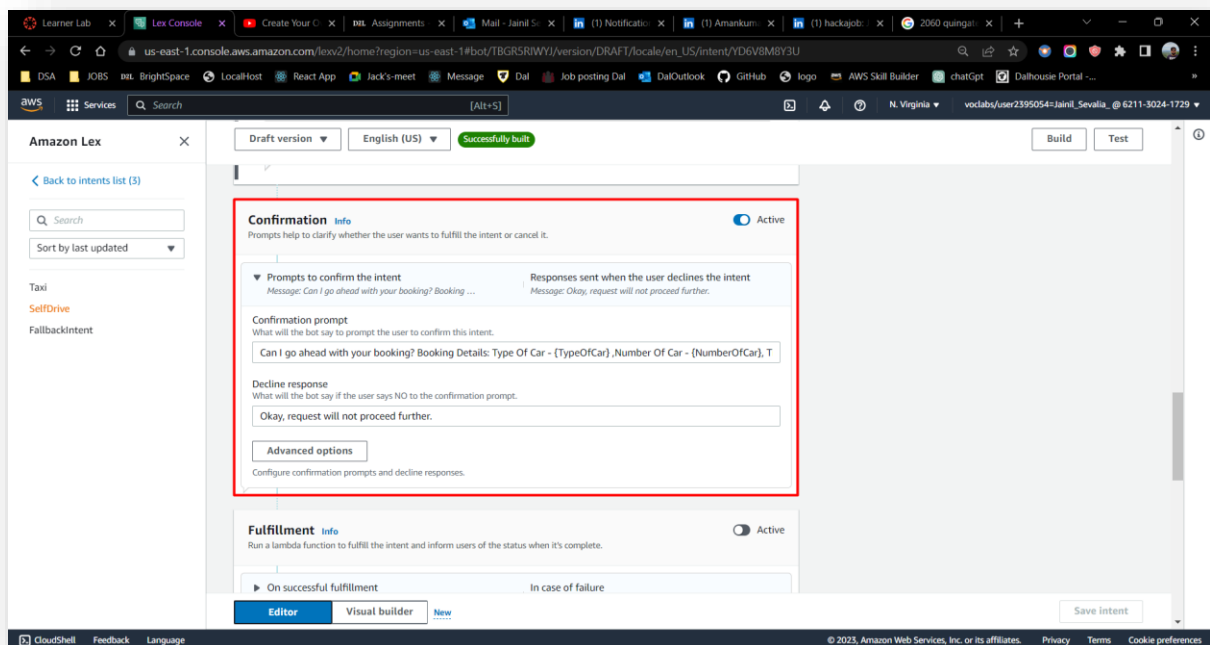 Learner Lab
Lex Console
Create Your O
DZL Assignments -
Mail - Jainil Se
(1) Notificatio
(1) Amankum
(1) hackajob:
2060 quingat
us-east-1.console.aws.amazon.com/lexv2/home?region=us-east-1#bot/TBGR5RIWYJ/version/DRAFT/locale/en_US/intent/YD6V8M8Y3U
DSA JOBS BrightSpace LocalHost React App Jack's-meet Message Dal Job posting Dal DalOutlook GitHub logo AWS Skill Builder chatGpt Dalhousie Portal -... »
aws Services Search [Alt+S] N. Virginia voclabs/user2395054=Jainil_Sevalia_ @ 6211-3024-1729
Amazon Lex
Draft version English (US) Successfully built Build Test
Back to intents list (3)
Search
Sort by last updated
Taxi
SelfDrive
FallbackIntent
Confirmation Info Active
Prompts help to clarify whether the user wants to fulfill the intent or cancel it.
Prompts to confirm the intent Responses sent when the user declines the intent
Message: Can I go ahead with your booking? Booking .... Message: Okay, request will not proceed further.
Confirmation prompt
What will the bot say to prompt the user to confirm this intent.
Can I go ahead with your booking? Booking Details: Type Of Car - {TypeOfCar} ,Number Of Car - {NumberOfCar}, T
Decline response
What will the bot say if the user says NO to the confirmation prompt.
Okay, request will not proceed further.
Advanced options
Configure confirmation prompts and decline responses.
Fulfillment Info Active
Run a lambda function to fulfill the intent and inform users of the status when it's complete.
On successful fulfillment In case of failure
Editor Visual builder New Save intent
CloudShell Feedback Language © 2023, Amazon Web Services, Inc. or its affiliates. Privacy Terms Cookie preferences